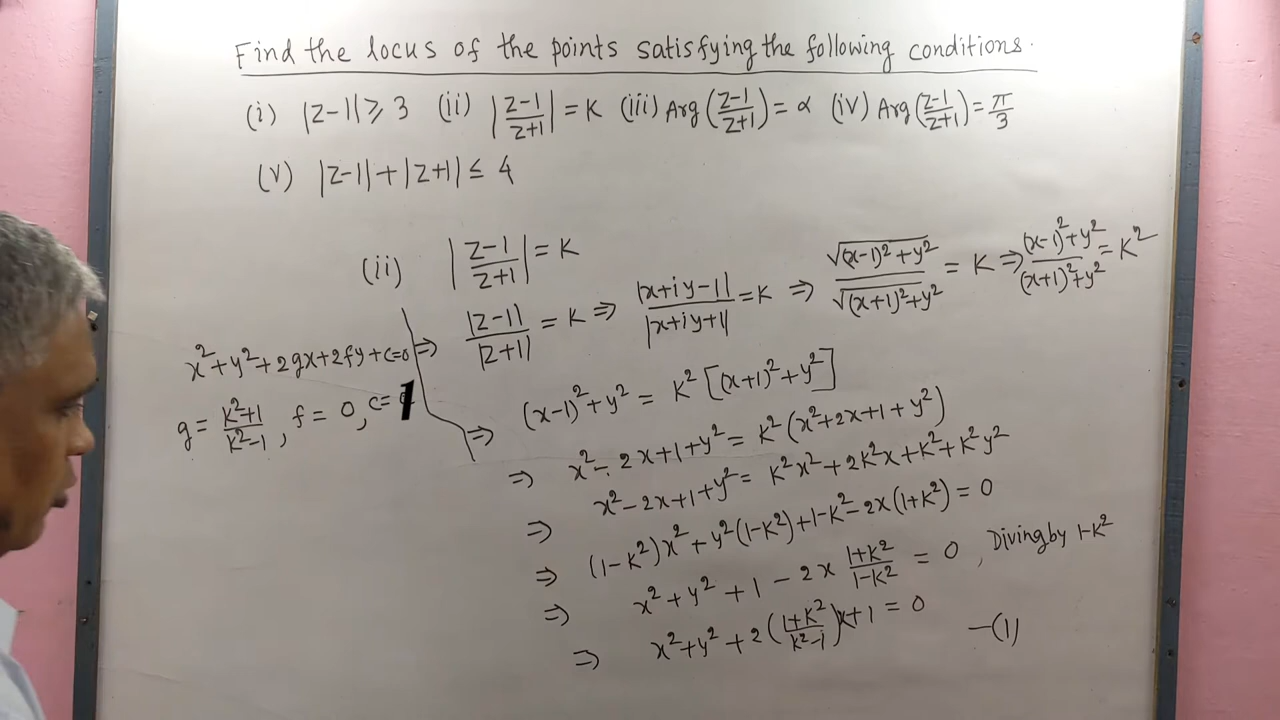 Find the locus of the points satisfying the following conditions.
(i) |z-1| ≥ 3 (ii) |(z-1)/(z+1)| = K (iii) Arg((z-1)/(z+1)) = α (iv) Arg((z-1)/(z+1)) = π/3
(v) |z-1| + |z+1| ≤ 4
(ii) |(z-1)/(z+1)| = K
⇒ |z-1|/|z+1| = K ⇒ |x+iy-1|/|x+iy+1| = K ⇒ √((x-1)²+y²)/√((x+1)²+y²) = K ⇒ ((x-1)²+y²)/((x+1)²+y²) = K²
x²+y²+2gx+2fy+c=0
g = (K²+1)/(K²-1), f = 0, c=1
⇒ (x-1)²+y² = K²[(x+1)²+y²]
⇒ x²-2x+1+y² = K²(x²+2x+1+y²)
⇒ x²-2x+1+y² = K²x²+2K²x+K²+K²y²
⇒ (1-K²)x²+y²(1-K²)+1-K²-2x(1+K²) = 0
⇒ x²+y²+1-2x (1+K²)/(1-K²) = 0, Diving by 1-K²
⇒ x²+y²+2((1+K²)/(K²-1))x+1 = 0 -(1)